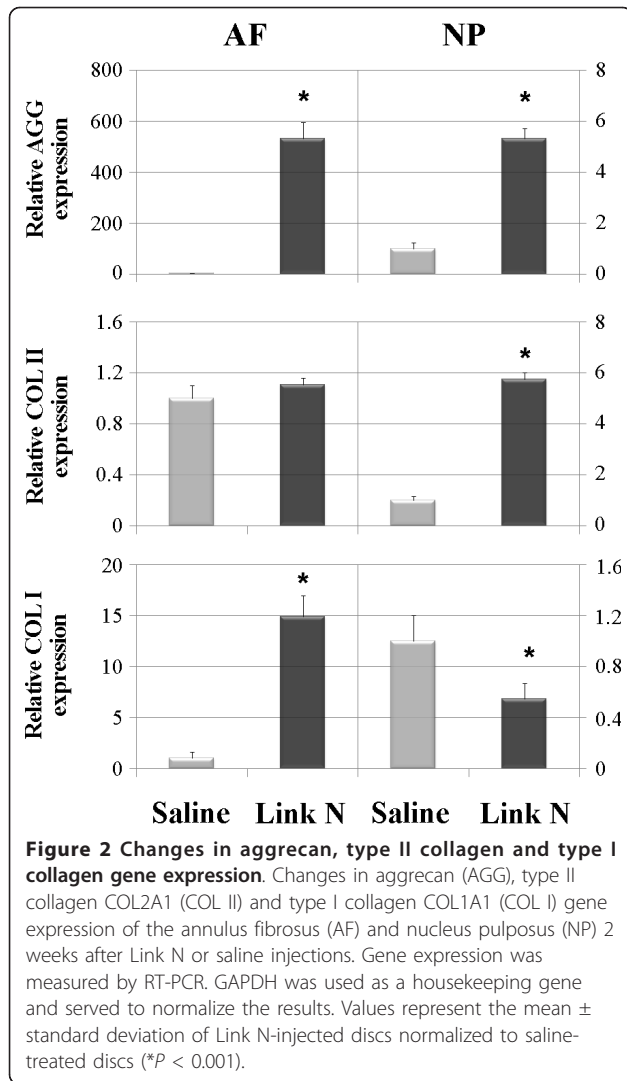 AF NP
800 8
* *
600 6
Relative AGG
expression
400 4
200 2
0 0
1.6 8
*
1.2 6
Relative COL II
expression
0.8 4
0.4 2
0 0
20 1.6
*
15 1.2
Relative COL I
expression
*
10 0.8
5 0.4
0 0
Saline Link N Saline Link N
Figure 2 Changes in aggrecan, type II collagen and type I
collagen gene expression. Changes in aggrecan (AGG), type II
collagen COL2A1 (COL II) and type I collagen COL1A1 (COL I) gene
expression of the annulus fibrosus (AF) and nucleus pulposus (NP) 2
weeks after Link N or saline injections. Gene expression was
measured by RT-PCR. GAPDH was used as a housekeeping gene
and served to normalize the results. Values represent the mean ±
standard deviation of Link N-injected discs normalized to saline-
treated discs (*P < 0.001).